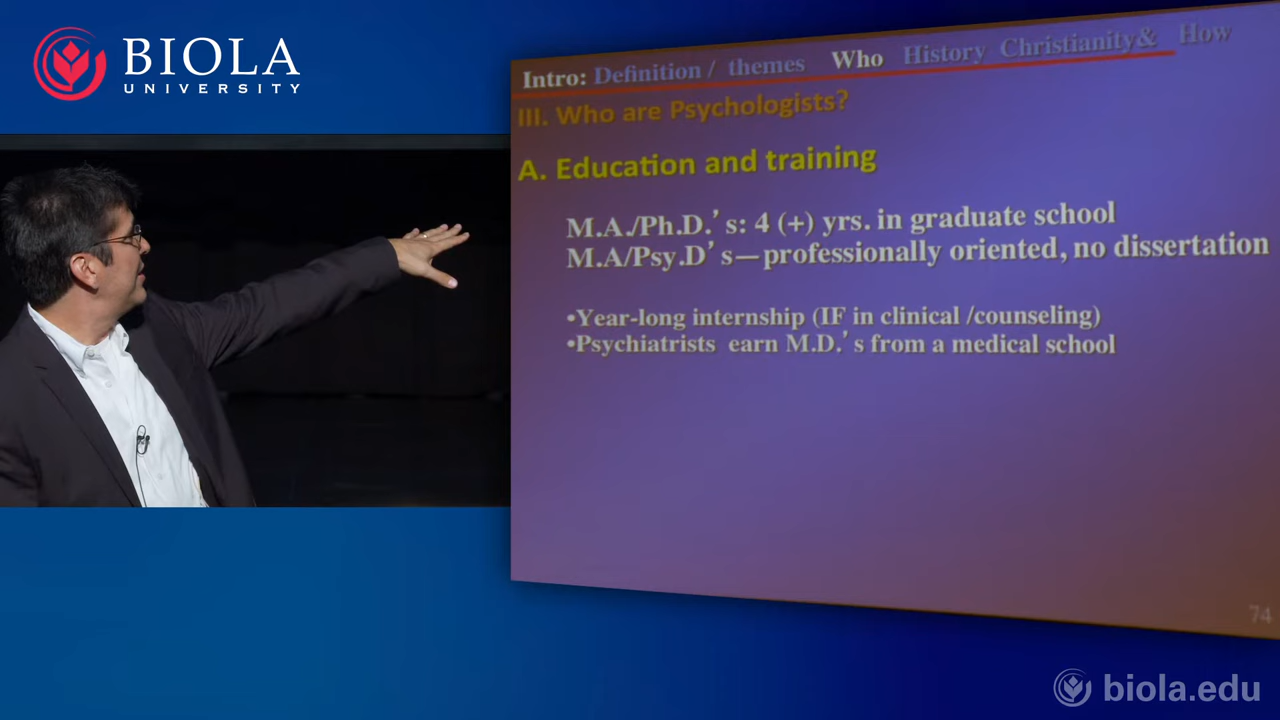 BIOLA
UNIVERSITY
Intro: Definition / themes Who History Christianity& How
III. Who are Psychologists?
A. Education and training
M.A./Ph.D.’s: 4 (+) yrs. in graduate school
M.A/Psy.D’s—professionally oriented, no dissertation
•Year-long internship (IF in clinical /counseling)
•Psychiatrists earn M.D.’s from a medical school
74
biola.edu